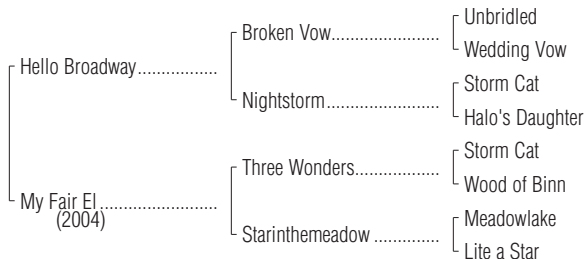 Unbridled
Broken Vow....................
Wedding Vow
Hello Broadway...............
Storm Cat
Nightstorm.....................
Halo's Daughter
Storm Cat
Three Wonders................
Wood of Binn
My Fair El......................
(2004)
Meadowlake
Starinthemeadow ............
Lite a Star